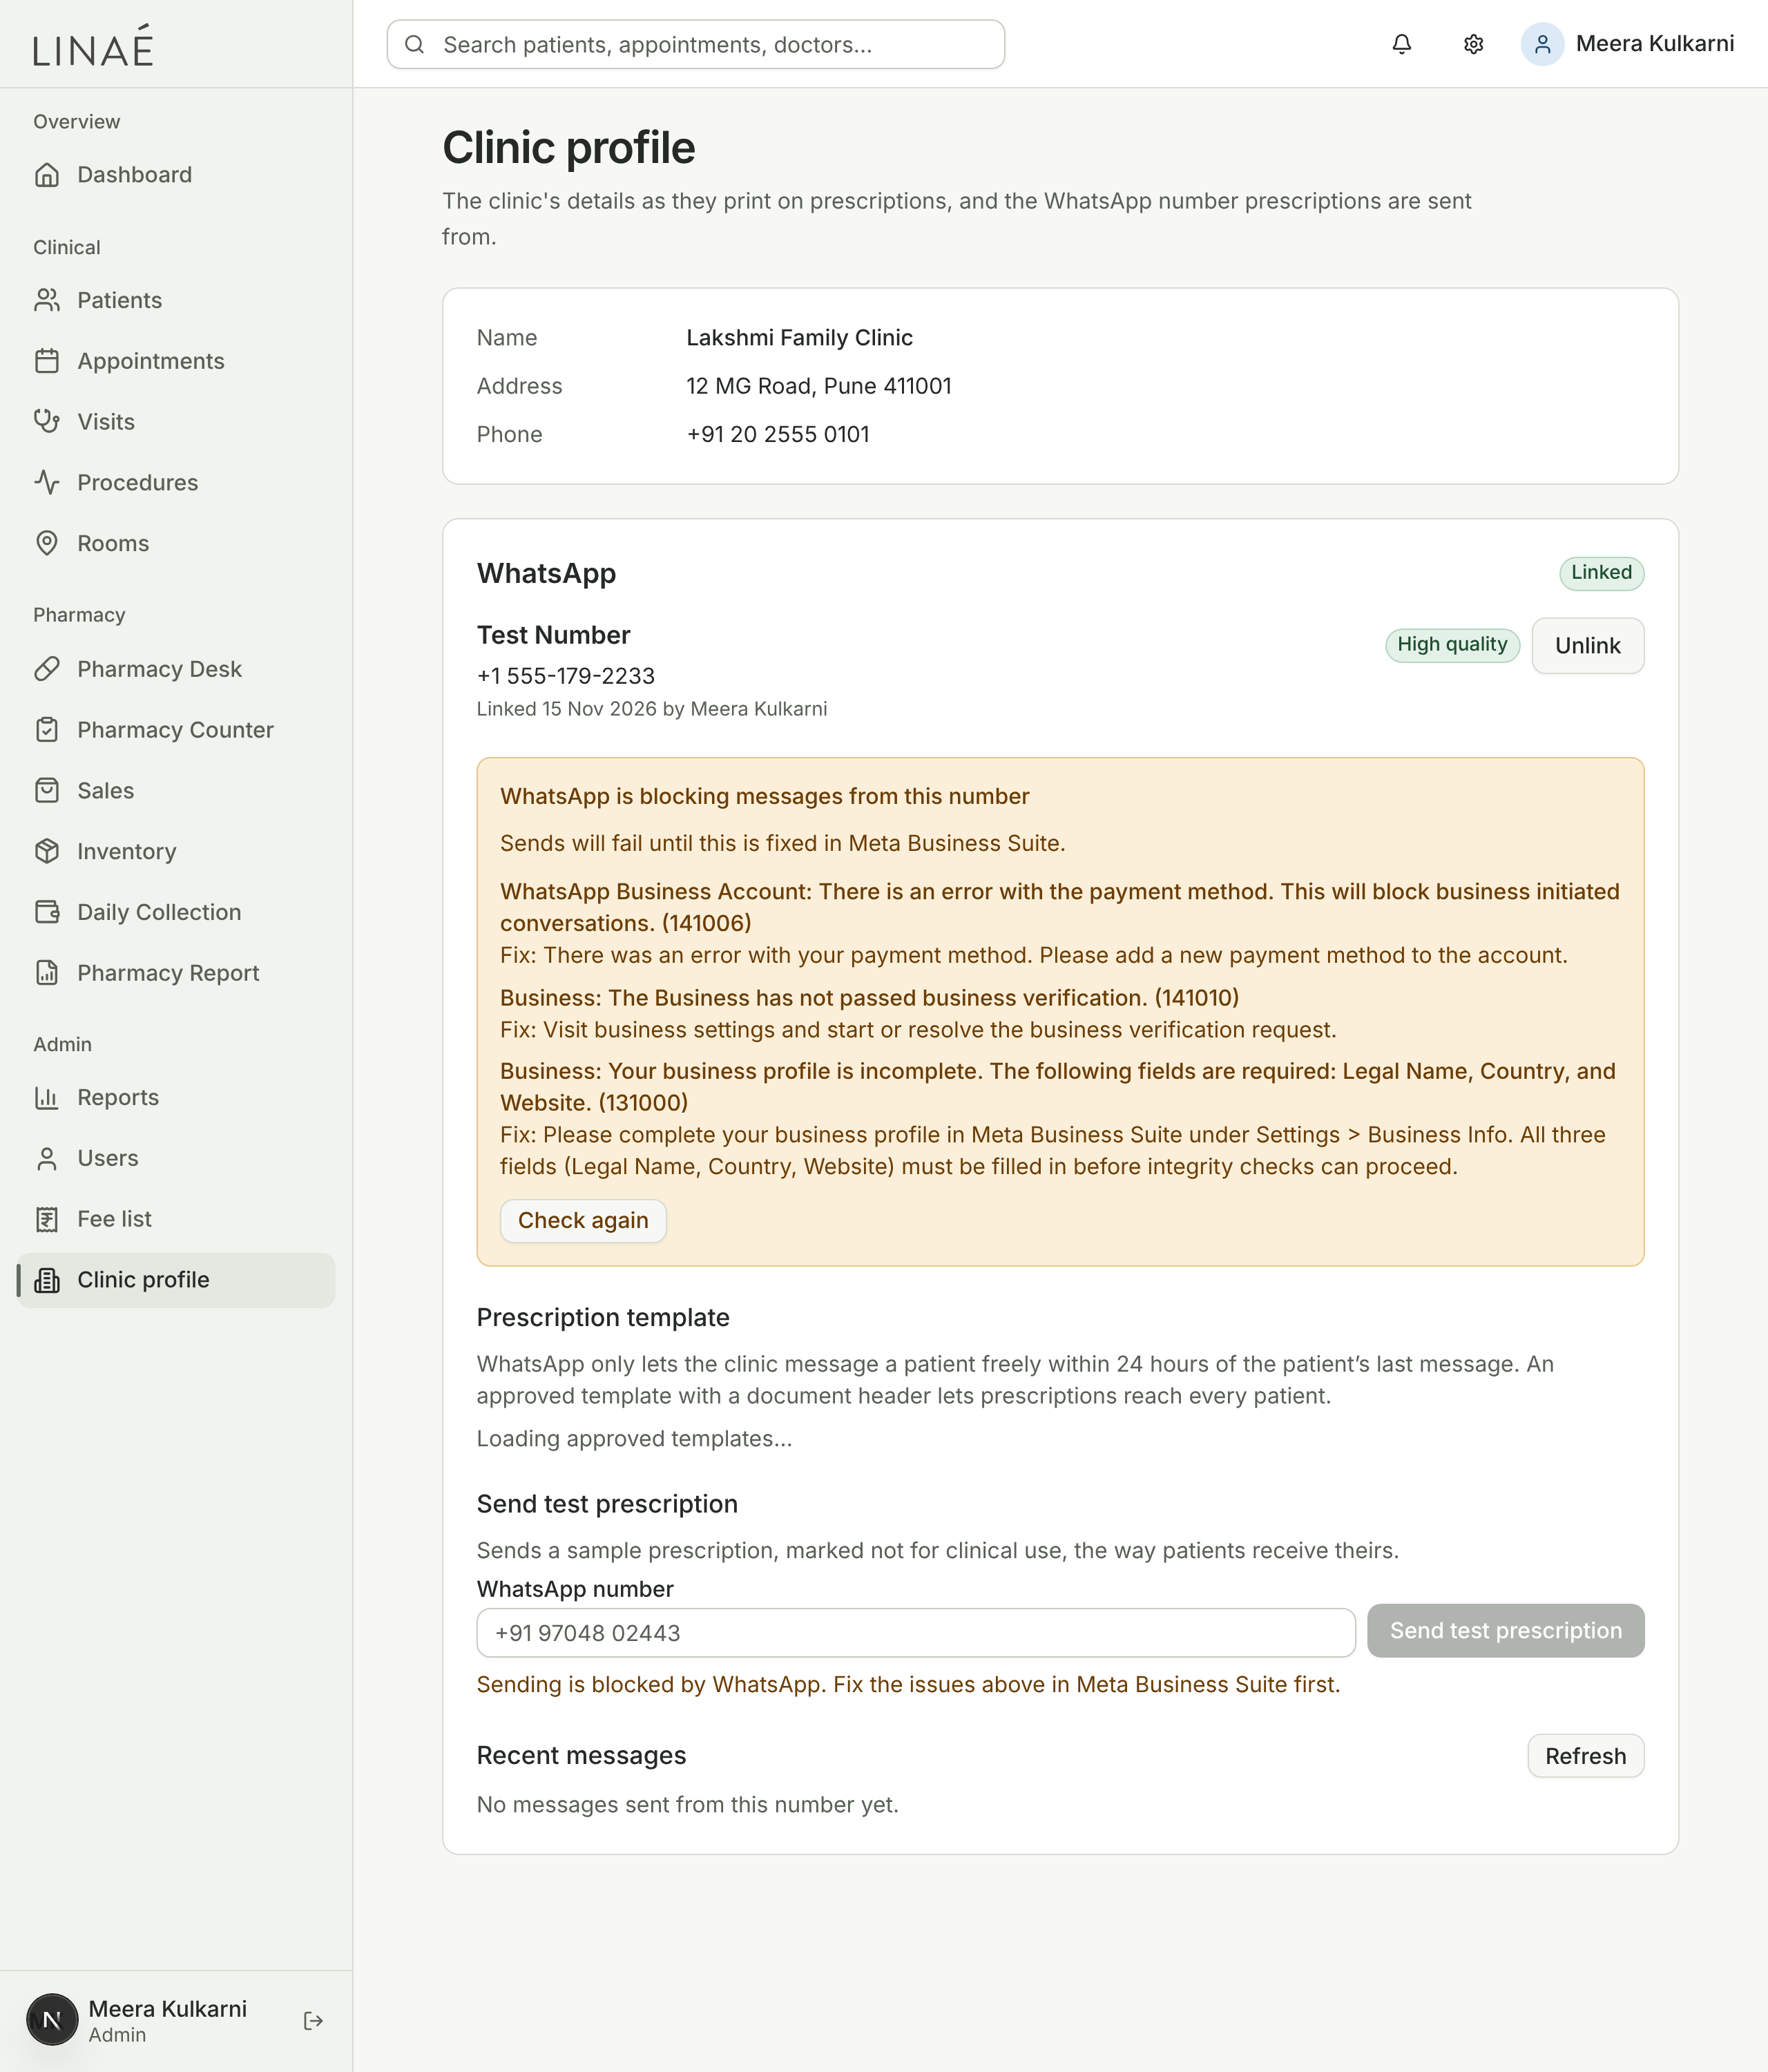 LINAÉ
Search patients, appointments, doctors...
Meera Kulkarni
Overview
Dashboard
Clinical
Patients
Appointments
Visits
Procedures
Rooms
Pharmacy
Pharmacy Desk
Pharmacy Counter
Sales
Inventory
Daily Collection
Pharmacy Report
Admin
Reports
Users
Fee list
Clinic profile
N
Meera Kulkarni
Admin
Clinic profile
The clinic's details as they print on prescriptions, and the WhatsApp number prescriptions are sent
from.
Name Lakshmi Family Clinic
Address 12 MG Road, Pune 411001
Phone +91 20 2555 0101
WhatsApp Linked
Test Number
High quality Unlink
+1 555-179-2233
Linked 15 Nov 2026 by Meera Kulkarni
WhatsApp is blocking messages from this number
Sends will fail until this is fixed in Meta Business Suite.
WhatsApp Business Account: There is an error with the payment method. This will block business initiated
conversations. (141006)
Fix: There was an error with your payment method. Please add a new payment method to the account.
Business: The Business has not passed business verification. (141010)
Fix: Visit business settings and start or resolve the business verification request.
Business: Your business profile is incomplete. The following fields are required: Legal Name, Country, and
Website. (131000)
Fix: Please complete your business profile in Meta Business Suite under Settings > Business Info. All three
fields (Legal Name, Country, Website) must be filled in before integrity checks can proceed.
Check again
Prescription template
WhatsApp only lets the clinic message a patient freely within 24 hours of the patient’s last message. An
approved template with a document header lets prescriptions reach every patient.
Loading approved templates...
Send test prescription
Sends a sample prescription, marked not for clinical use, the way patients receive theirs.
WhatsApp number
+91 97048 02443 Send test prescription
Sending is blocked by WhatsApp. Fix the issues above in Meta Business Suite first.
Recent messages Refresh
No messages sent from this number yet.